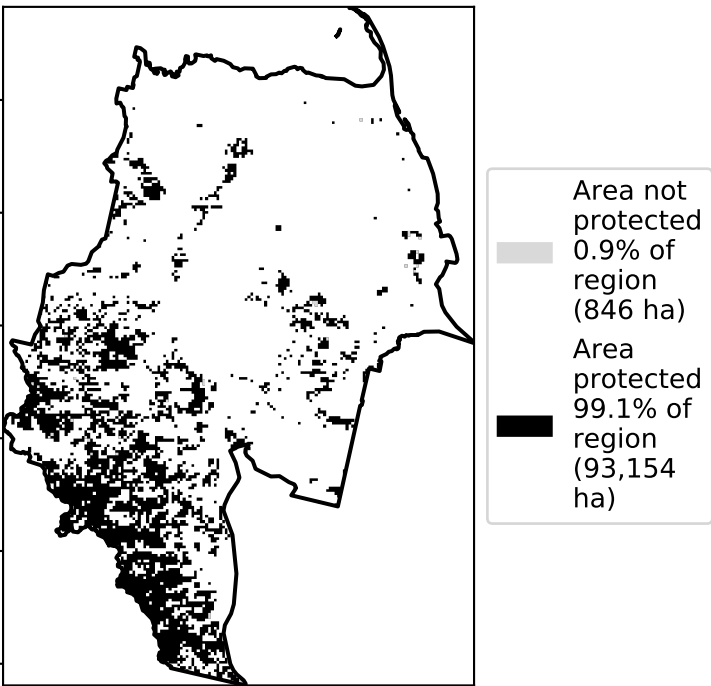 Area not
protected
0.9% of
region
(846 ha)
Area
protected
99.1% of
region
(93,154
ha)